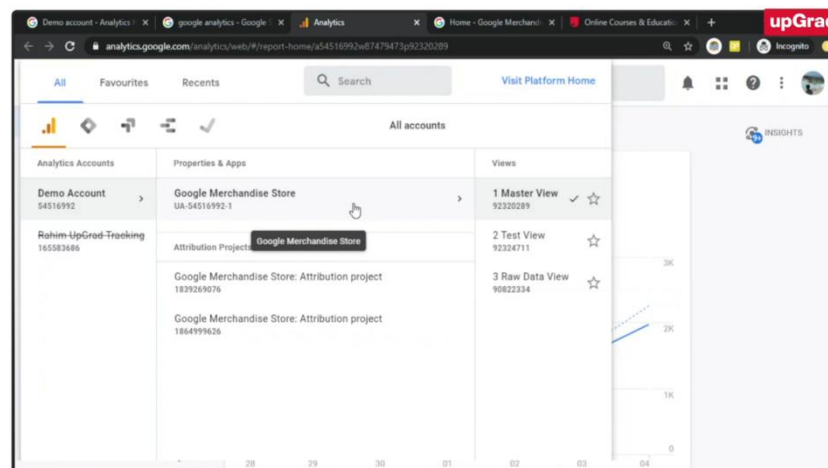 Demo account - Analytics H
google analytics - Google S
Analytics
Home - Google Merchandi
Online Courses & Educatio
upGrad
analytics.google.com/analytics/web/#/report-home/a54516992w87479473p92320289
Incognito
All
Favourites
Recents
Search
Visit Platform Home
All accounts
INSIGHTS
Analytics Accounts
Properties & Apps
Views
Demo Account
54516992
Google Merchandise Store
UA-54516992-1
1 Master View
92320289
Rahim UpGrad Tracking
165583686
Google Merchandise Store
Attribution Projects
2 Test View
92324711
Google Merchandise Store: Attribution project
1839269076
3 Raw Data View
90822334
Google Merchandise Store: Attribution project
1864999626
3K
2K
1K
0
28
29
30
01
02
03
04